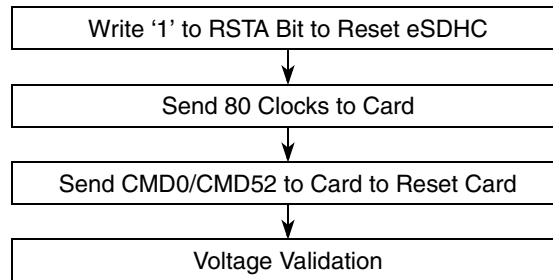 Write ‘1’ to RSTA Bit to Reset eSDHC
Send 80 Clocks to Card
Send CMD0/CMD52 to Card to Reset Card
Voltage Validation